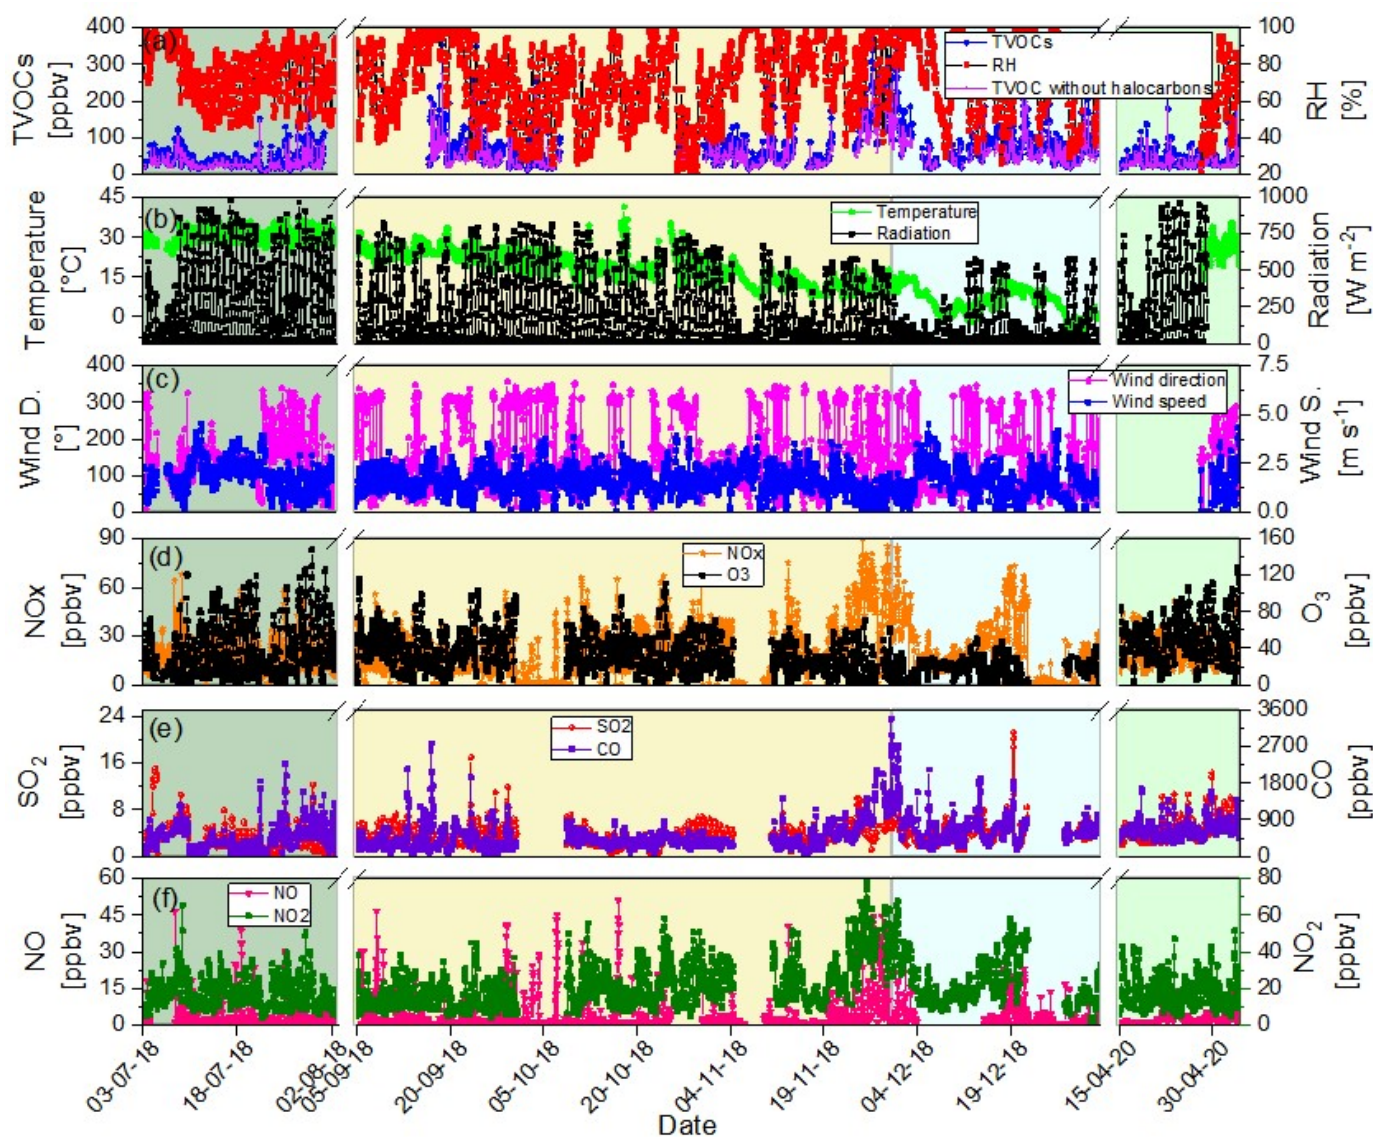 (a)
TVOCs
[ppbv]
400
300
200
100
0
TVOCs
RH
TVOC without halocarbons
100
80
60
40
20
RH
[%]
(b)
Temperature
[°C]
45
30
15
0
Temperature
Radiation
1000
750
500
250
0
Radiation
[W m-2]
(c)
Wind D.
[°]
400
300
200
100
0
Wind direction
Wind speed
7.5
5.0
2.5
0.0
Wind S.
[m s-1]
(d)
NOx
[ppbv]
90
60
30
0
NOx
O3
160
120
80
40
0
O3
[ppbv]
(e)
SO2
[ppbv]
24
16
8
0
SO2
CO
3600
2700
1800
900
0
CO
[ppbv]
(f)
NO
[ppbv]
60
45
30
15
0
NO
NO2
80
60
40
20
0
NO2
[ppbv]
03-07-18
18-07-18
02-08-18
05-09-18
20-09-18
05-10-18
20-10-18
04-11-18
19-11-18
04-12-18
19-12-18
15-04-20
30-04-20
Date